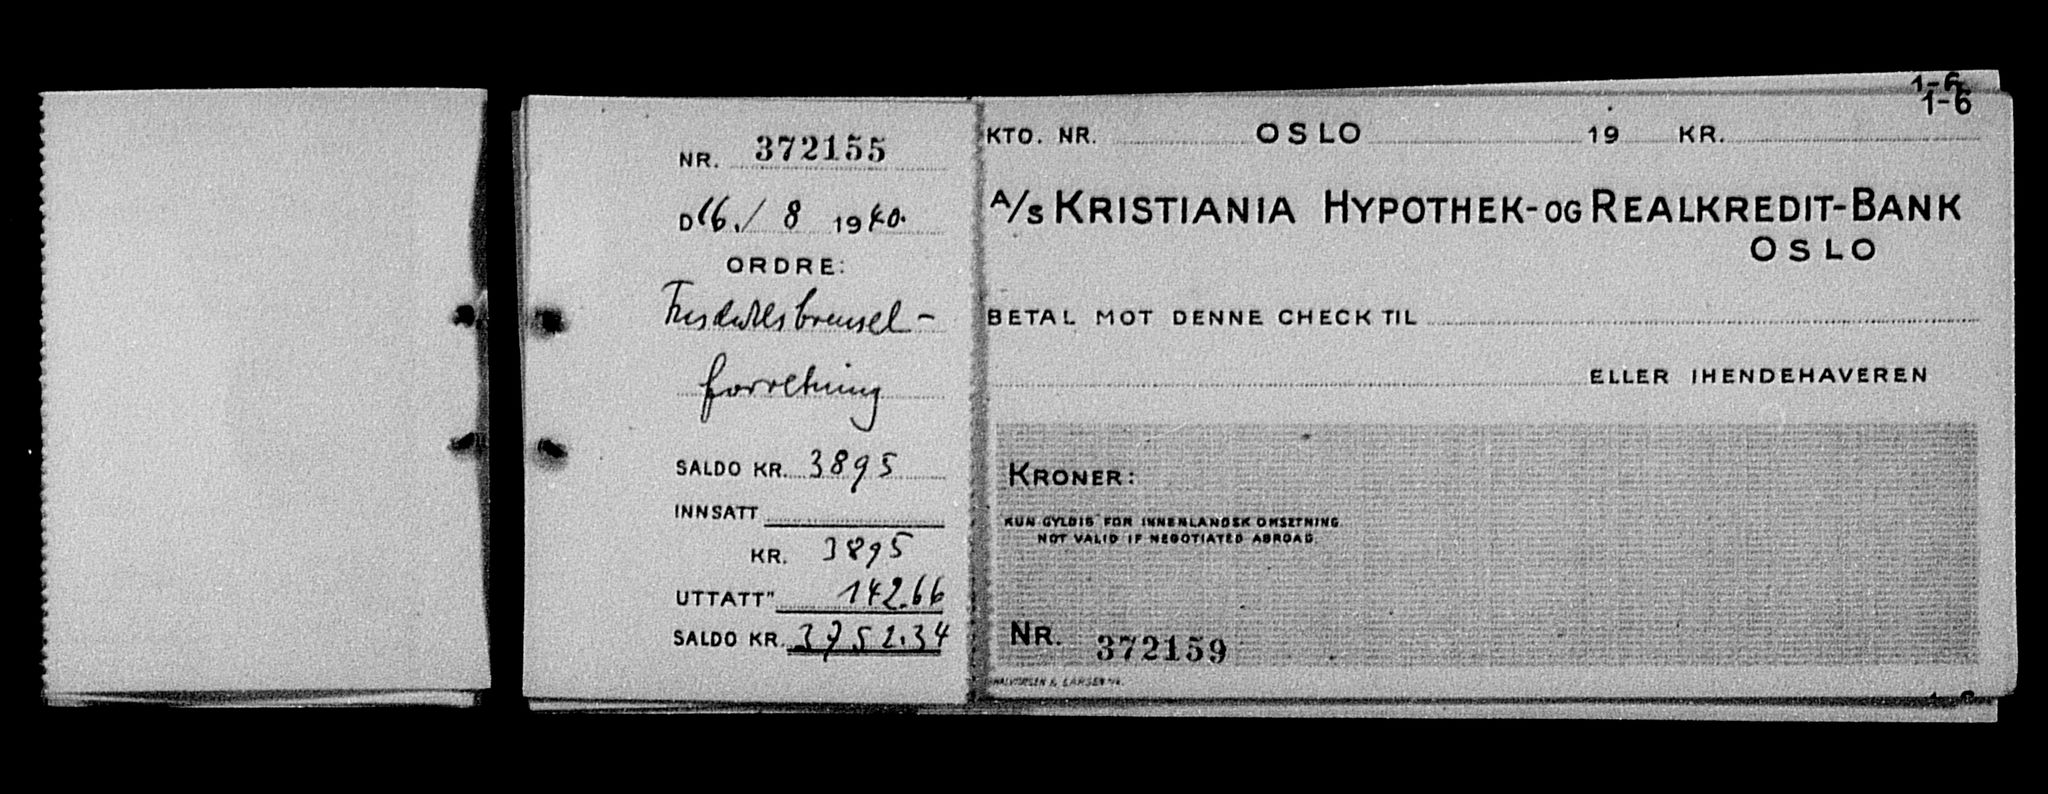 NR. 372155
D 16./ 8 1940.
ORDRE:
forretning
SALDO KR. 3895
INNSATT
KR. 3895
UTTATT" 142.66
SALDO KR. 3752.34
1-6
1-6
KTO. NR. OSLO 19 KR.
A/S KRISTIANIA HYPOTHEK- OG REALKREDIT-BANK
OSLO
BETAL MOT DENNE CHECK TIL
ELLER IHENDEHAVEREN
KRONER:
KUN GYLDIG FOR INNENLANDSK OMSETNING.
NOT VALID IF NEGOTIATED ABROAD.
NR. 372159
HALVORSEN & LARSEN A/S.